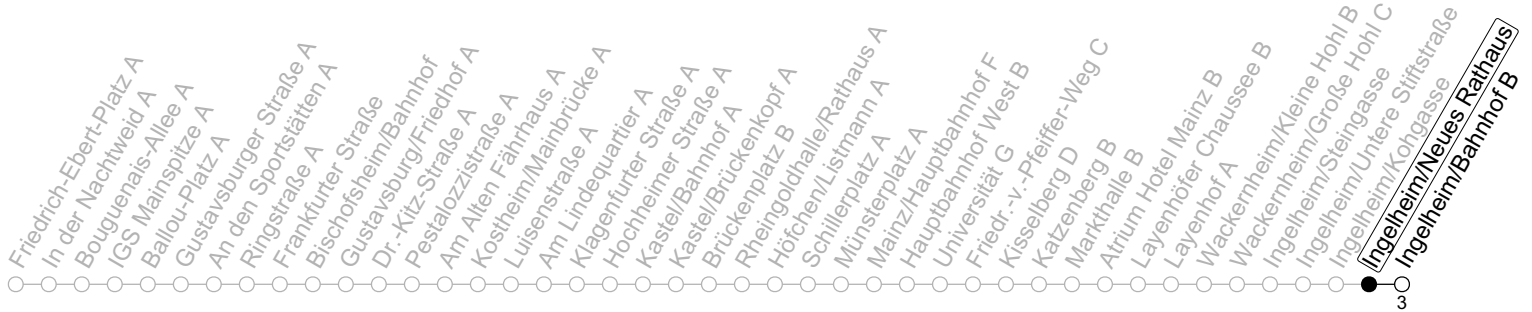 Friedrich-Ebert-Platz A
In der Nachtweid A
Bouguenais-Allee A
IGS Mainspitze A
Ballou-Platz A
Gustavsburger Straße A
An den Sportstätten A
Ringstraße A
Frankfurter Straße
Bischofsheim/Bahnhof
Gustavsburg/Friedhof A
Dr.-Kitz-Straße A
Pestalozzistraße A
Am Alten Fährhaus A
Kostheim/Mainbrücke A
Luisenstraße A
Am Lindequartier A
Klagenfurter Straße A
Hochheimer Straße A
Kastel/Bahnhof A
Kastel/Brückenkopf A
Brückenplatz B
Rheingoldhalle/Rathaus A
Höfchen/Listmann A
Schillerplatz A
Münsterplatz A
Mainz/Hauptbahnhof F
Hauptbahnhof West B
Universität G
Friedr.-v.-Pfeiffer-Weg C
Kisselberg D
Katzenberg B
Markthalle B
Atrium Hotel Mainz B
Layenhöfer Chaussee B
Layenhof A
Wackernheim/Kleine Hohl B
Wackernheim/Große Hohl C
Ingelheim/Steingasse
Ingelheim/Untere Stiftstraße
Ingelheim/Rohgasse
Ingelheim/Neues Rathaus
Ingelheim/Bahnhof B
3